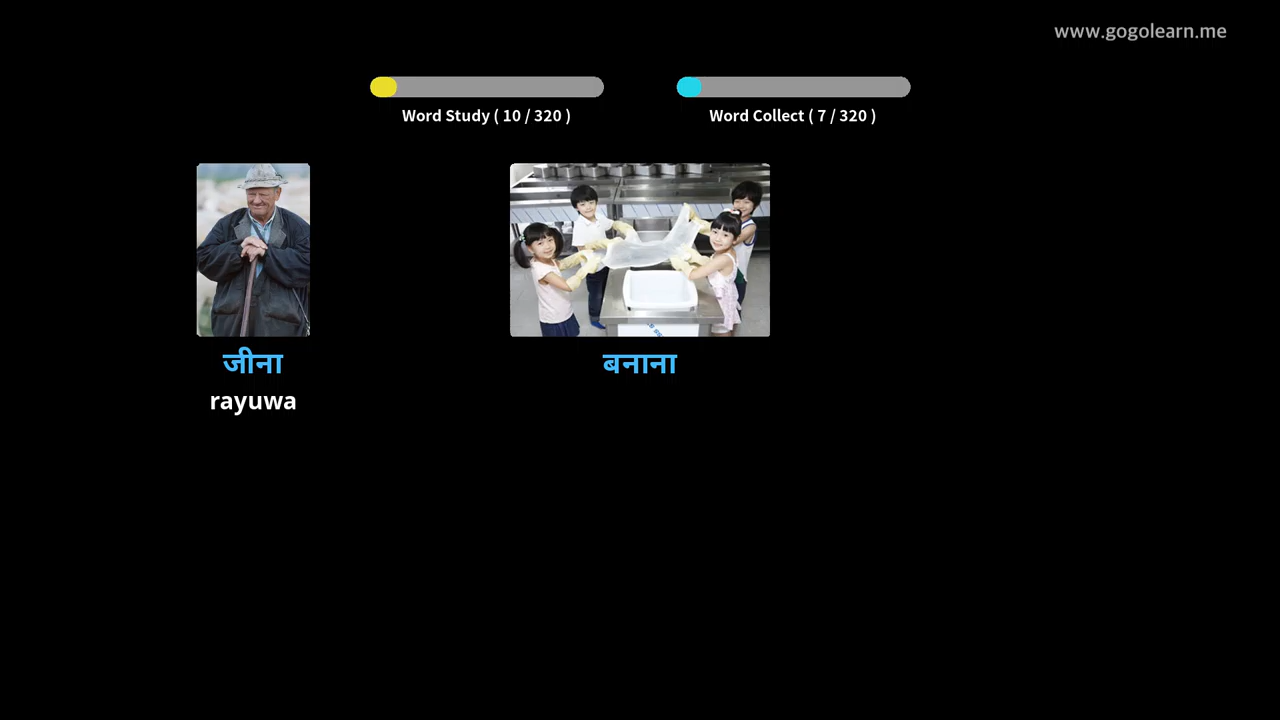 www.gogolearn.me
Word Study ( 10 / 320 )
Word Collect ( 7 / 320 )
जीना
rayuwa
बनाना